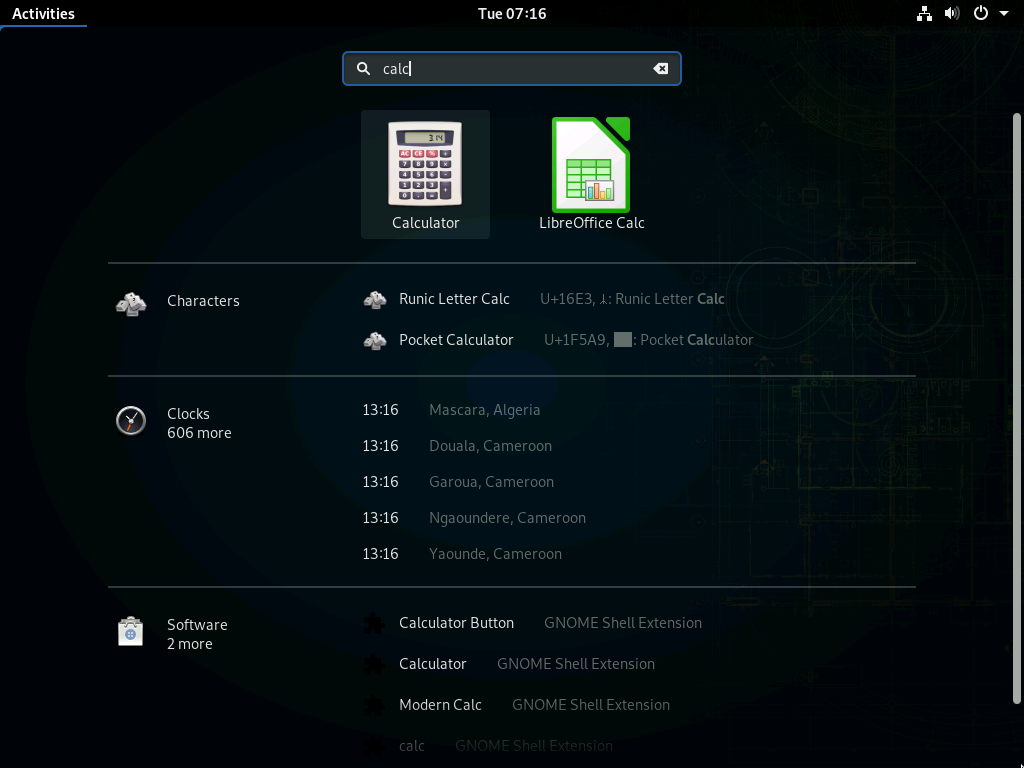 Activities
Tue 07:16
calc
Calculator
LibreOffice Calc
Characters
Runic Letter Calc U+16E3, ᛣ: Runic Letter Calc
Pocket Calculator U+1F5A9, : Pocket Calculator
Clocks
606 more
13:16 Mascara, Algeria
13:16 Douala, Cameroon
13:16 Garoua, Cameroon
13:16 Ngaoundere, Cameroon
13:16 Yaounde, Cameroon
Software
2 more
Calculator Button GNOME Shell Extension
Calculator GNOME Shell Extension
Modern Calc GNOME Shell Extension
calc GNOME Shell Extension